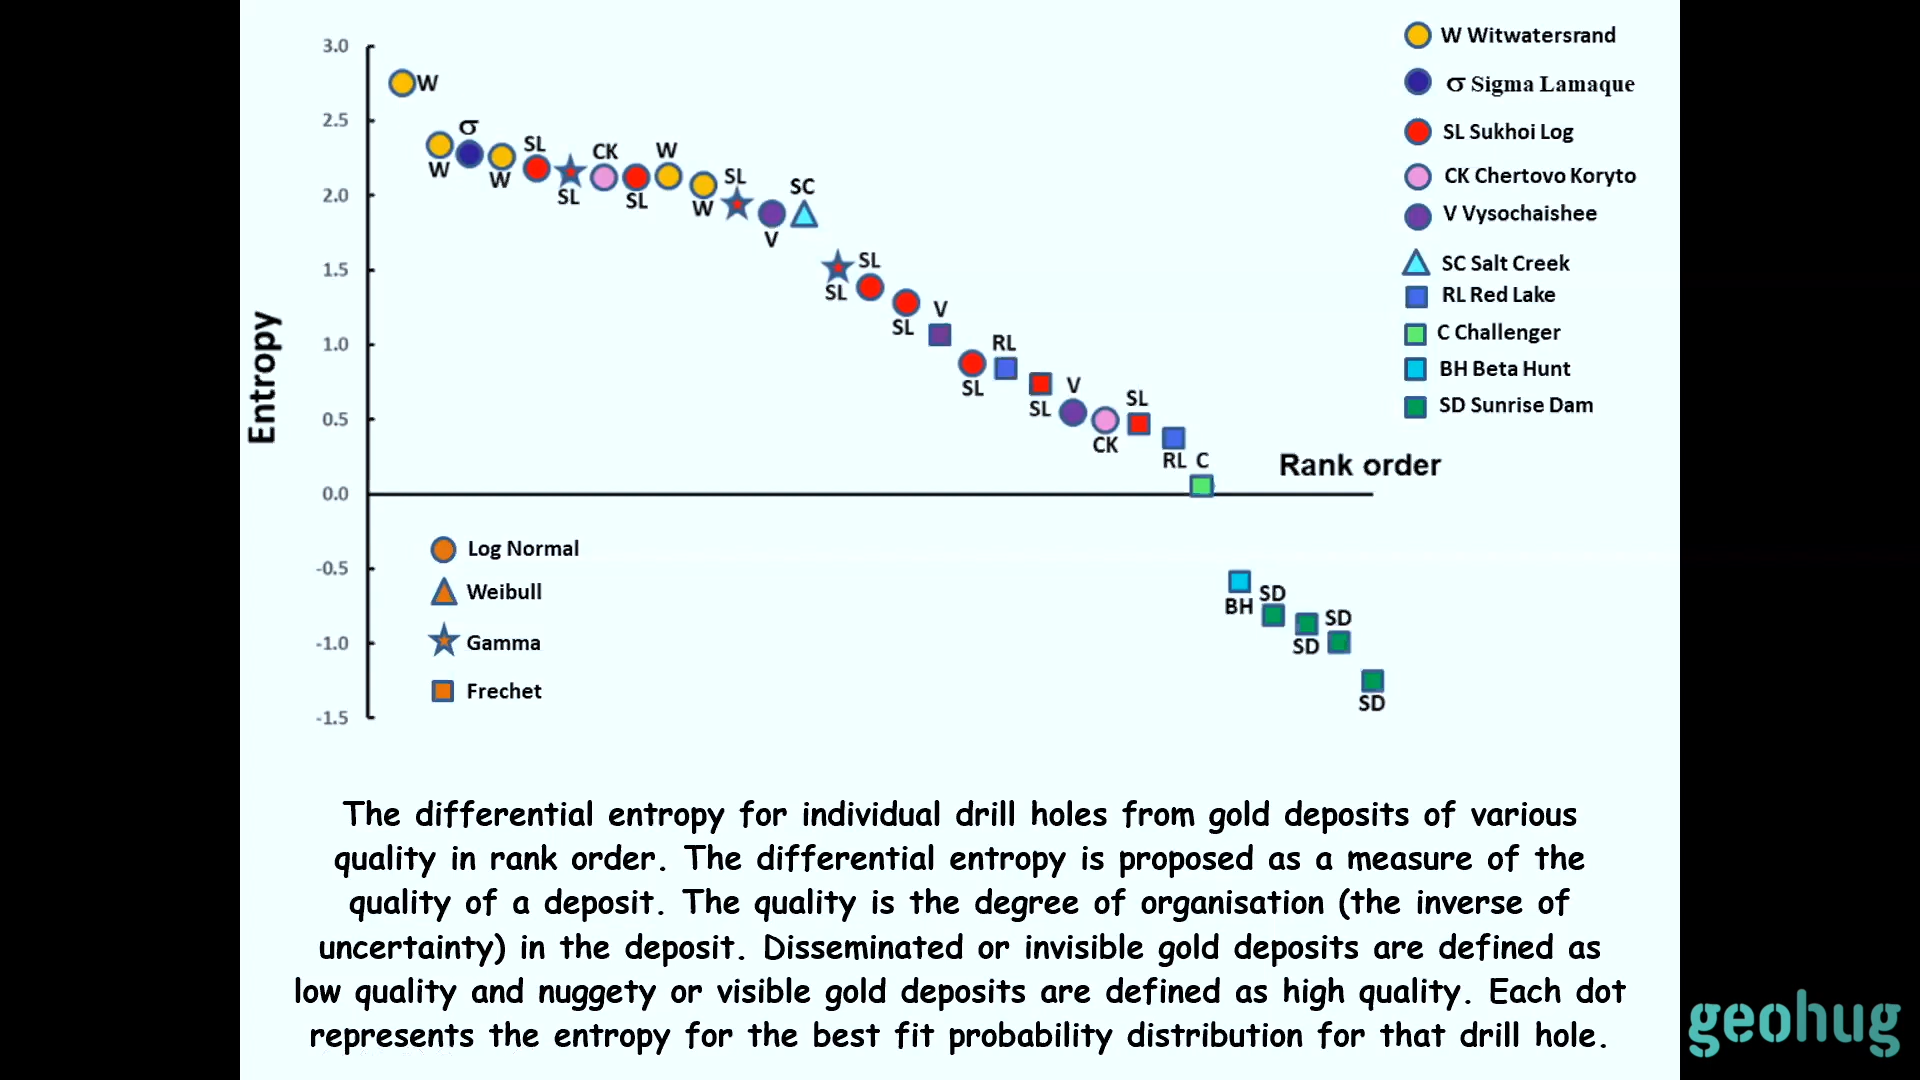 3.0
2.5
2.0
1.5
1.0
0.5
0.0
-0.5
-1.0
-1.5
Entropy
Rank order
W
W
σ
W
SL
SL
CK
SL
W
W
SL
V
SC
SL
SL
SL
V
SL
RL
SL
V
CK
SL
RL
C
BH
SD
SD
SD
SD
W Witwatersrand
σ Sigma Lamaque
SL Sukhoi Log
CK Chertovo Koryto
V Vysochaishee
SC Salt Creek
RL Red Lake
C Challenger
BH Beta Hunt
SD Sunrise Dam
Log Normal
Weibull
Gamma
Frechet
The differential entropy for individual drill holes from gold deposits of various
quality in rank order. The differential entropy is proposed as a measure of the
quality of a deposit. The quality is the degree of organisation (the inverse of
uncertainty) in the deposit. Disseminated or invisible gold deposits are defined as
low quality and nuggety or visible gold deposits are defined as high quality. Each dot
represents the entropy for the best fit probability distribution for that drill hole.
geohug